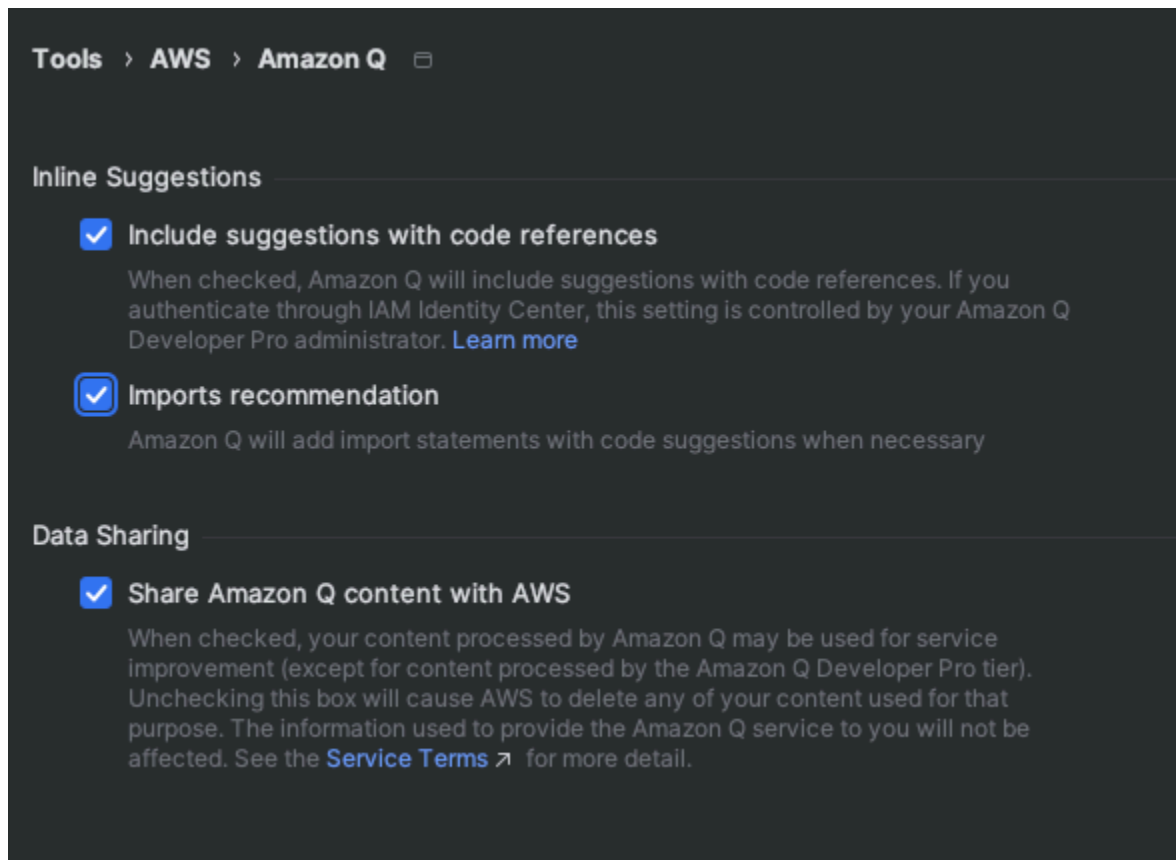 Tools › AWS › Amazon Q
Inline Suggestions
Include suggestions with code references
When checked, Amazon Q will include suggestions with code references. If you
authenticate through IAM Identity Center, this setting is controlled by your Amazon Q
Developer Pro administrator. Learn more
Imports recommendation
Amazon Q will add import statements with code suggestions when necessary
Data Sharing
Share Amazon Q content with AWS
When checked, your content processed by Amazon Q may be used for service
improvement (except for content processed by the Amazon Q Developer Pro tier).
Unchecking this box will cause AWS to delete any of your content used for that
purpose. The information used to provide the Amazon Q service to you will not be
affected. See the Service Terms ↗ for more detail.